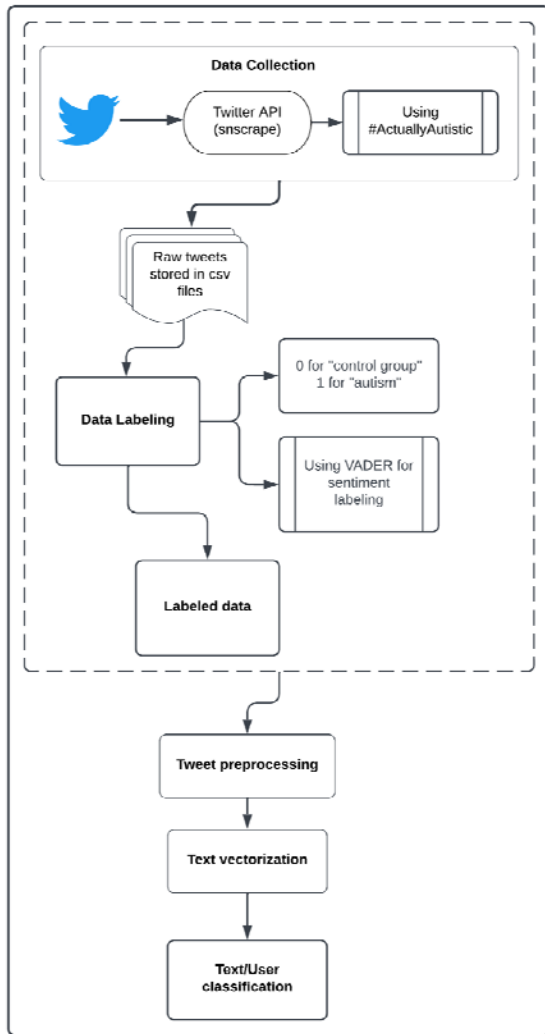 Data Collection
Twitter API
(snscrape)
Using
#ActuallyAutistic
Raw tweets
stored in csv
files
Data Labeling
0 for "control group"
1 for "autism"
Using VADER for
sentiment
labeling
Labeled data
Tweet preprocessing
Text vectorization
Text/User
classification